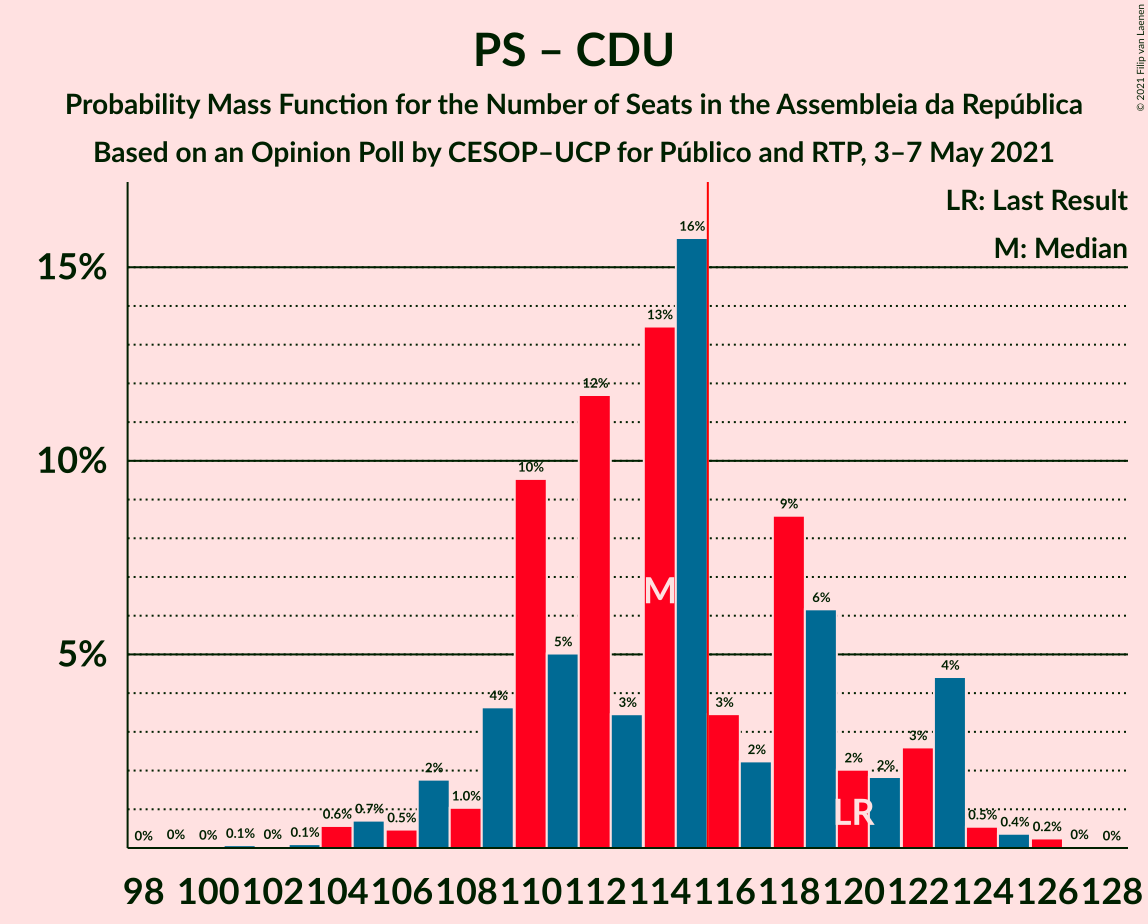 PS – CDU
Probability Mass Function for the Number of Seats in the Assembleia da República
Based on an Opinion Poll by CESOP–UCP for Público and RTP, 3–7 May 2021
© 2021 Filip van Laenen
LR: Last Result
M: Median
15%
10%
5%
0% 0% 0% 0.1% 0% 0.1% 0.6% 0.7% 0.5% 2% 1.0% 4% 10% 5% 12% 3% 13% 16% 3% 2% 9% 6% 2% 2% 3% 4% 0.5% 0.4% 0.2% 0% 0%
M
LR
98 100 102 104 106 108 110 112 114 116 118 120 122 124 126 128